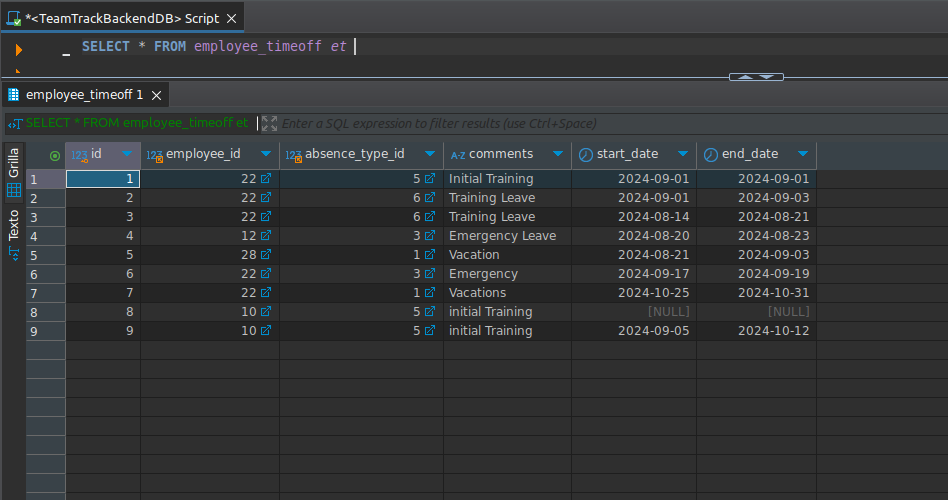 *<TeamTrackBackendDB> Script
SELECT * FROM employee_timeoff et
employee_timeoff 1
SELECT * FROM employee_timeoff et Enter a SQL expression to filter results (use Ctrl+Space)
Grilla
Texto
123 id 123 employee_id 123 absence_type_id A-Z comments start_date end_date
1 1 22 5 Initial Training 2024-09-01 2024-09-01
2 2 22 6 Training Leave 2024-09-01 2024-09-03
3 3 22 6 Training Leave 2024-08-14 2024-08-21
4 4 12 3 Emergency Leave 2024-08-20 2024-08-23
5 5 28 1 Vacation 2024-08-21 2024-09-03
6 6 22 3 Emergency 2024-09-17 2024-09-19
7 7 22 1 Vacations 2024-10-25 2024-10-31
8 8 10 5 initial Training [NULL] [NULL]
9 9 10 5 initial Training 2024-09-05 2024-10-12